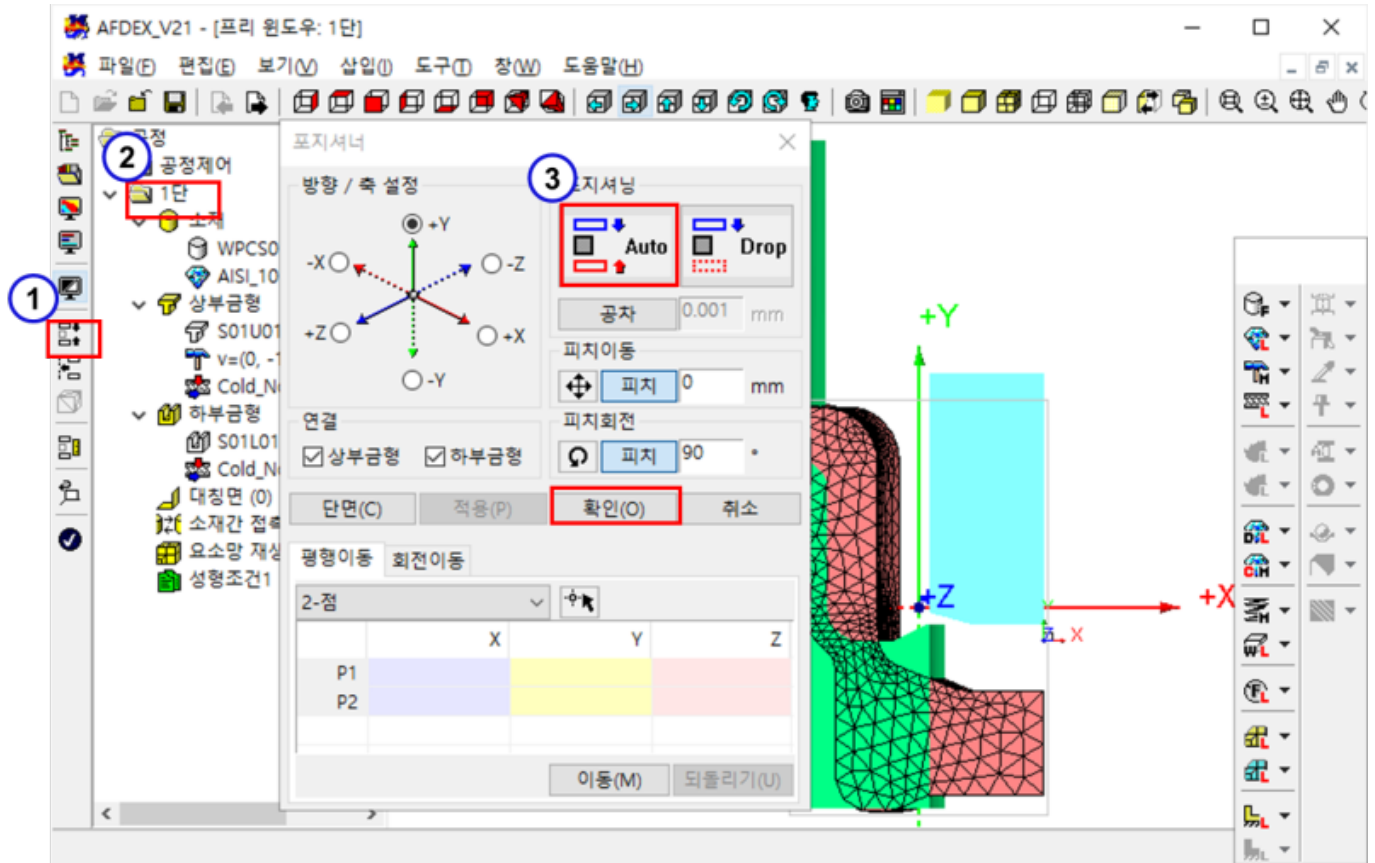 AFDEX_V21 - [프리 윈도우: 1단]
파일(F) 편집(E) 보기(V) 삽입(I) 도구(T) 창(W) 도움말(H)
공정
공정제어
2
1단
소재
WPCS0
AISI_10
1
상부금형
S01U01
v=(0, -1
Cold_N
하부금형
S01L01
Cold_N
대칭면 (0)
소재간 접촉
요소망 재생
성형조건1
포지셔너
방향 / 축 설정
+Y
-X
-Z
+Z
+X
-Y
연결
상부금형 하부금형
3
포지셔닝
Auto Drop
공차 0.001 mm
피치이동
피치 0 mm
피치회전
피치 90 °
단면(C) 적용(P) 확인(O) 취소
평행이동 회전이동
2-점
X Y Z
P1
P2
이동(M) 되돌리기(U)
+Y
+Z
+X
X